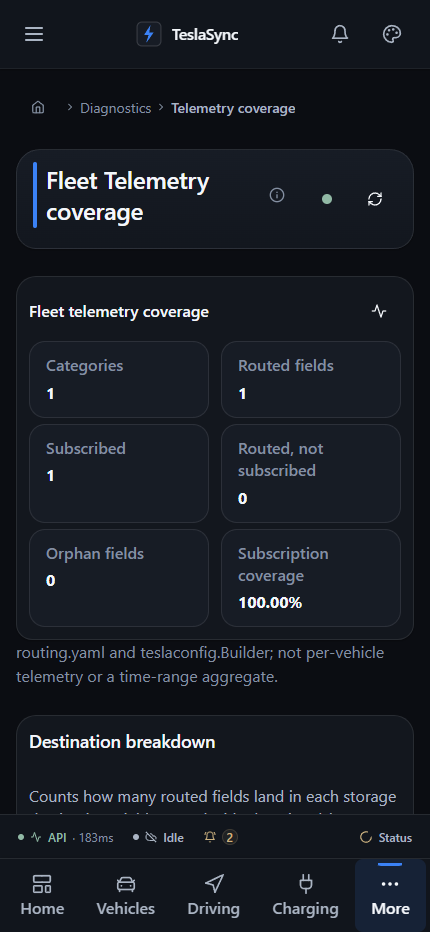 TeslaSync
Diagnostics
Telemetry coverage
Fleet Telemetry
coverage
Fleet telemetry coverage
Categories
1
Routed fields
1
Subscribed
1
Routed, not
subscribed
0
Orphan fields
0
Subscription
coverage
100.00%
routing.yaml and teslaconfig.Builder; not per-vehicle
telemetry or a time-range aggregate.
Destination breakdown
Counts how many routed fields land in each storage
API · 183ms
Idle
2
Status
Home
Vehicles
Driving
Charging
More